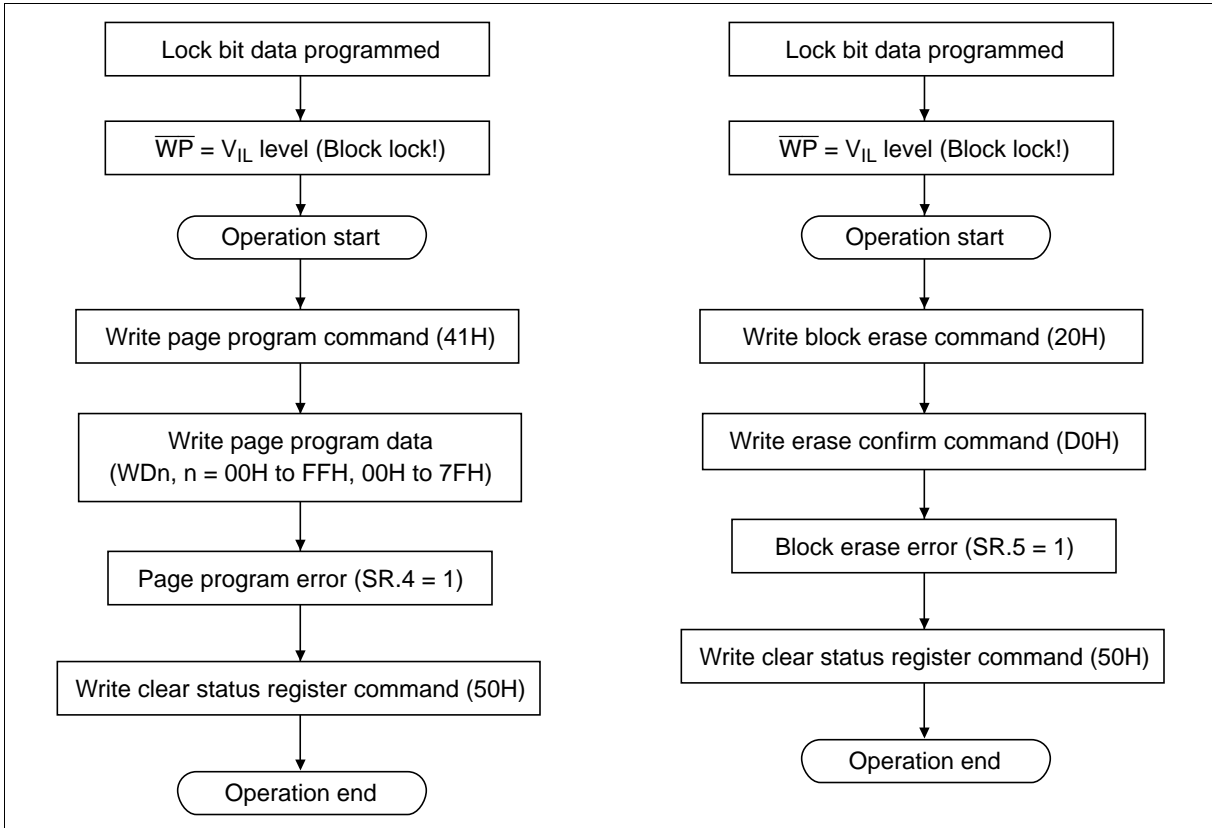 Lock bit data programmed
W̅P̅ = VIL level (Block lock!)
Operation start
Write page program command (41H)
Write page program data
(WDn, n = 00H to FFH, 00H to 7FH)
Page program error (SR.4 = 1)
Write clear status register command (50H)
Operation end
Lock bit data programmed
W̅P̅ = VIL level (Block lock!)
Operation start
Write block erase command (20H)
Write erase confirm command (D0H)
Block erase error (SR.5 = 1)
Write clear status register command (50H)
Operation end